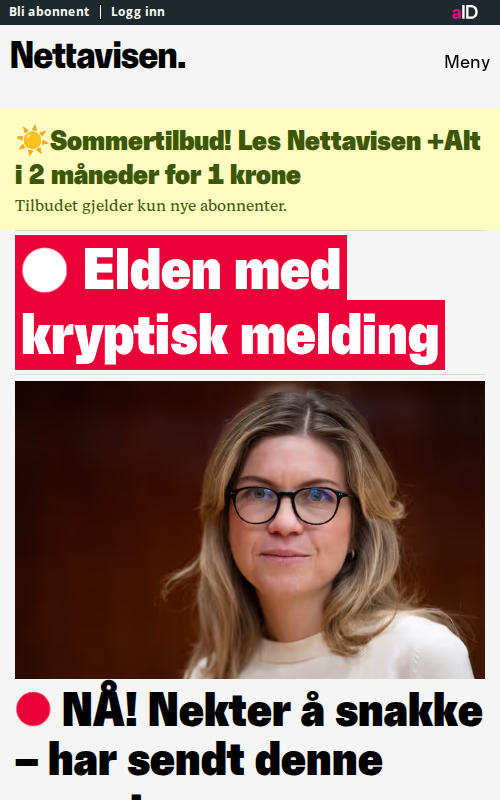 Bli abonnent | Logg inn
aID
Nettavisen.
Meny
☀️Sommertilbud! Les Nettavisen +Alt
i 2 måneder for 1 krone
Tilbudet gjelder kun nye abonnenter.
Elden med
kryptisk melding
NÅ! Nekter å snakke
– har sendt denne